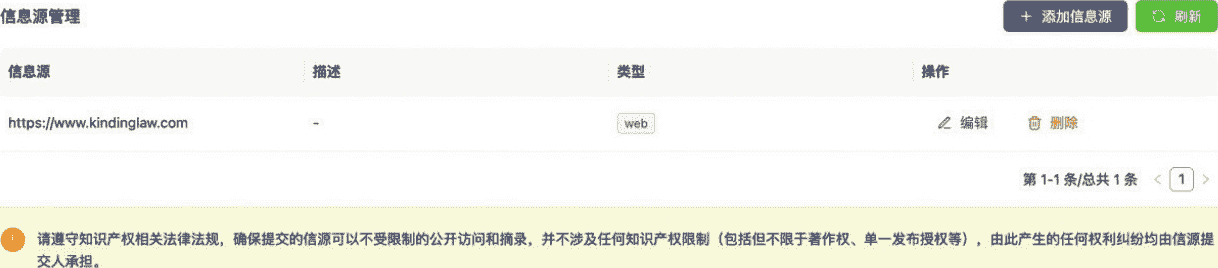 信息源管理
+ 添加信息源
刷新
信息源 描述 类型 操作
https://www.kindinglaw.com - web 编辑 删除
第 1-1 条/总共 1 条 < 1 >
请遵守知识产权相关法律法规，确保提交的信源可以不受限制的公开访问和摘录，并不涉及任何知识产权限制（包括但不限于著作权、单一发布授权等），由此产生的任何权利纠纷均由信源提
交人承担。